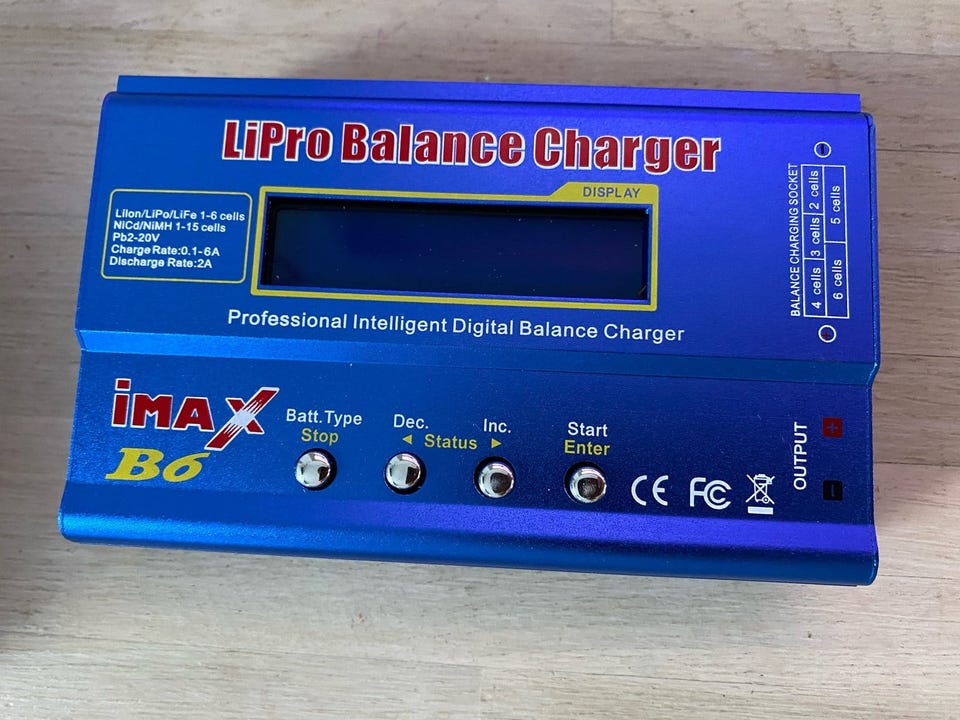 LiPro Balance Charger
DISPLAY
LiIon/LiPo/LiFe 1-6 cells
NiCd/NiMH 1-15 cells
Pb2-20V
Charge Rate:0.1-6A
Discharge Rate:2A
Professional Intelligent Digital Balance Charger
BALANCE CHARGING SOCKET
4 cells 3 cells 2 cells
6 cells 5 cells
iMAX
B6
Batt.Type
Stop
Dec. Inc.
◄ Status ►
Start
Enter
CE FC
OUTPUT
+
-